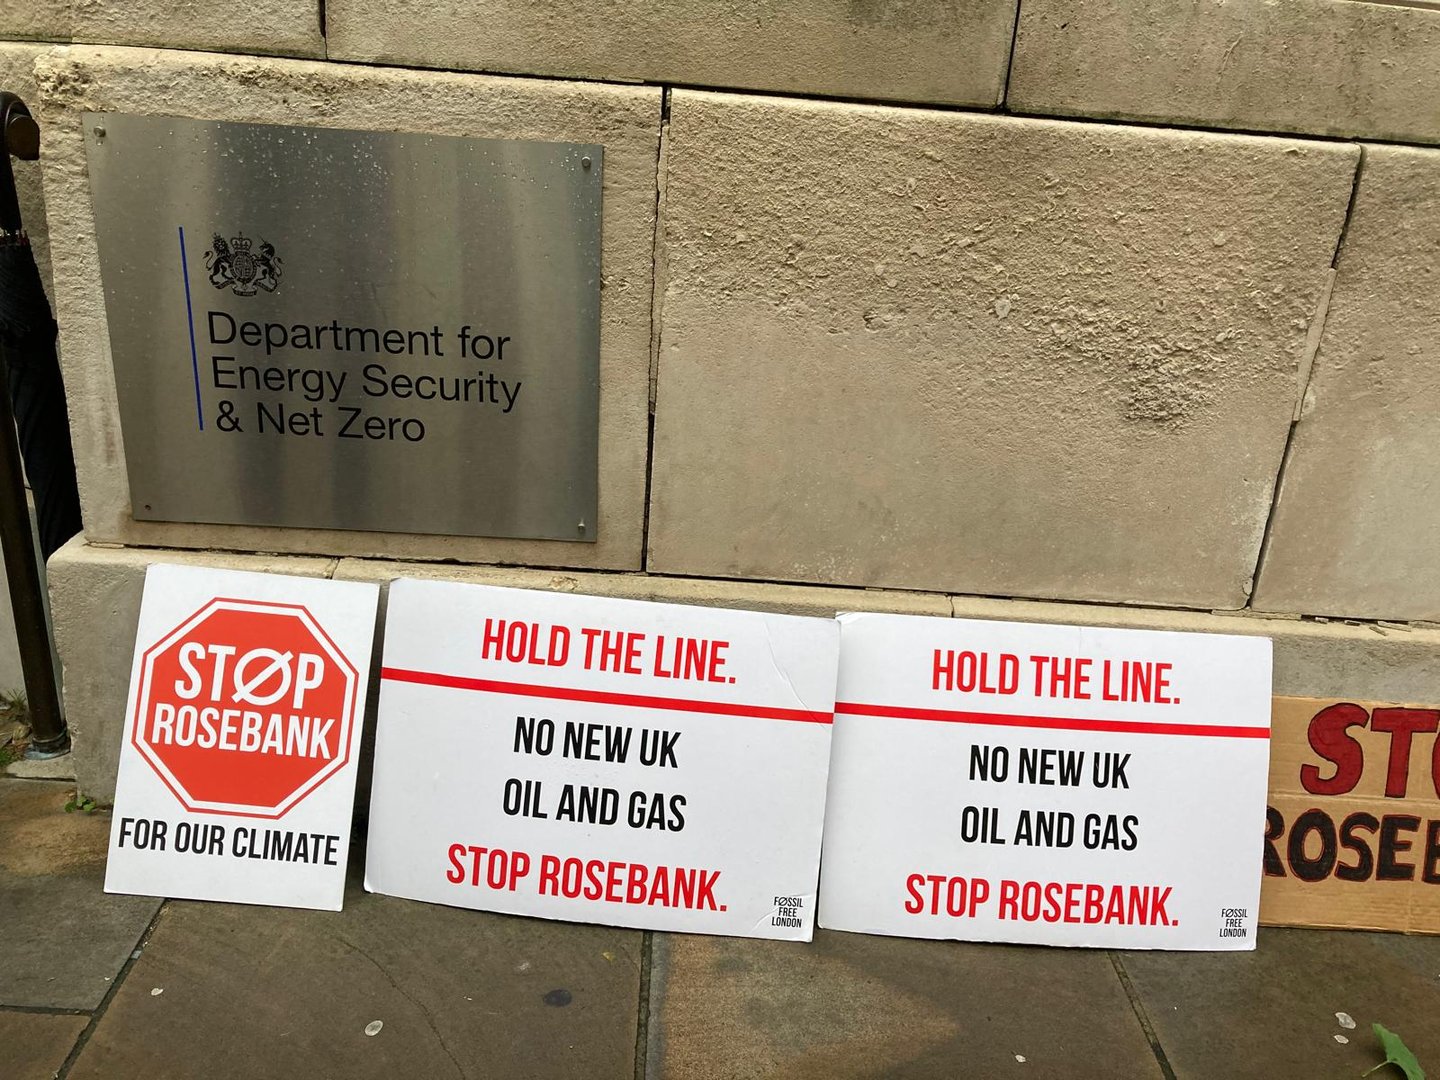 Department for
Energy Security
& Net Zero
STØP
ROSEBANK
FOR OUR CLIMATE
HOLD THE LINE.
NO NEW UK
OIL AND GAS
STOP ROSEBANK.
FØSSIL
FREE
LONDON
HOLD THE LINE.
NO NEW UK
OIL AND GAS
STOP ROSEBANK.
FØSSIL
FREE
LONDON